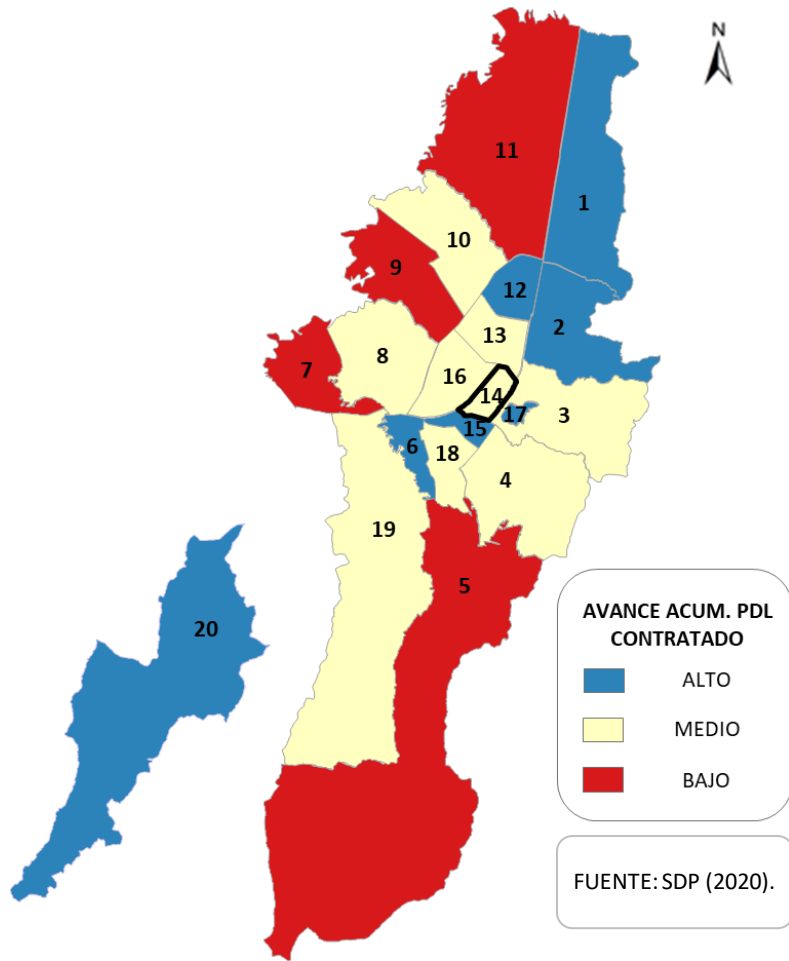 N
11
1
10
9
12
2
13
8
7
16
14
17
3
15
6
18
4
19
5
20
AVANCE ACUM. PDL
CONTRATADO
ALTO
MEDIO
BAJO
FUENTE: SDP (2020).